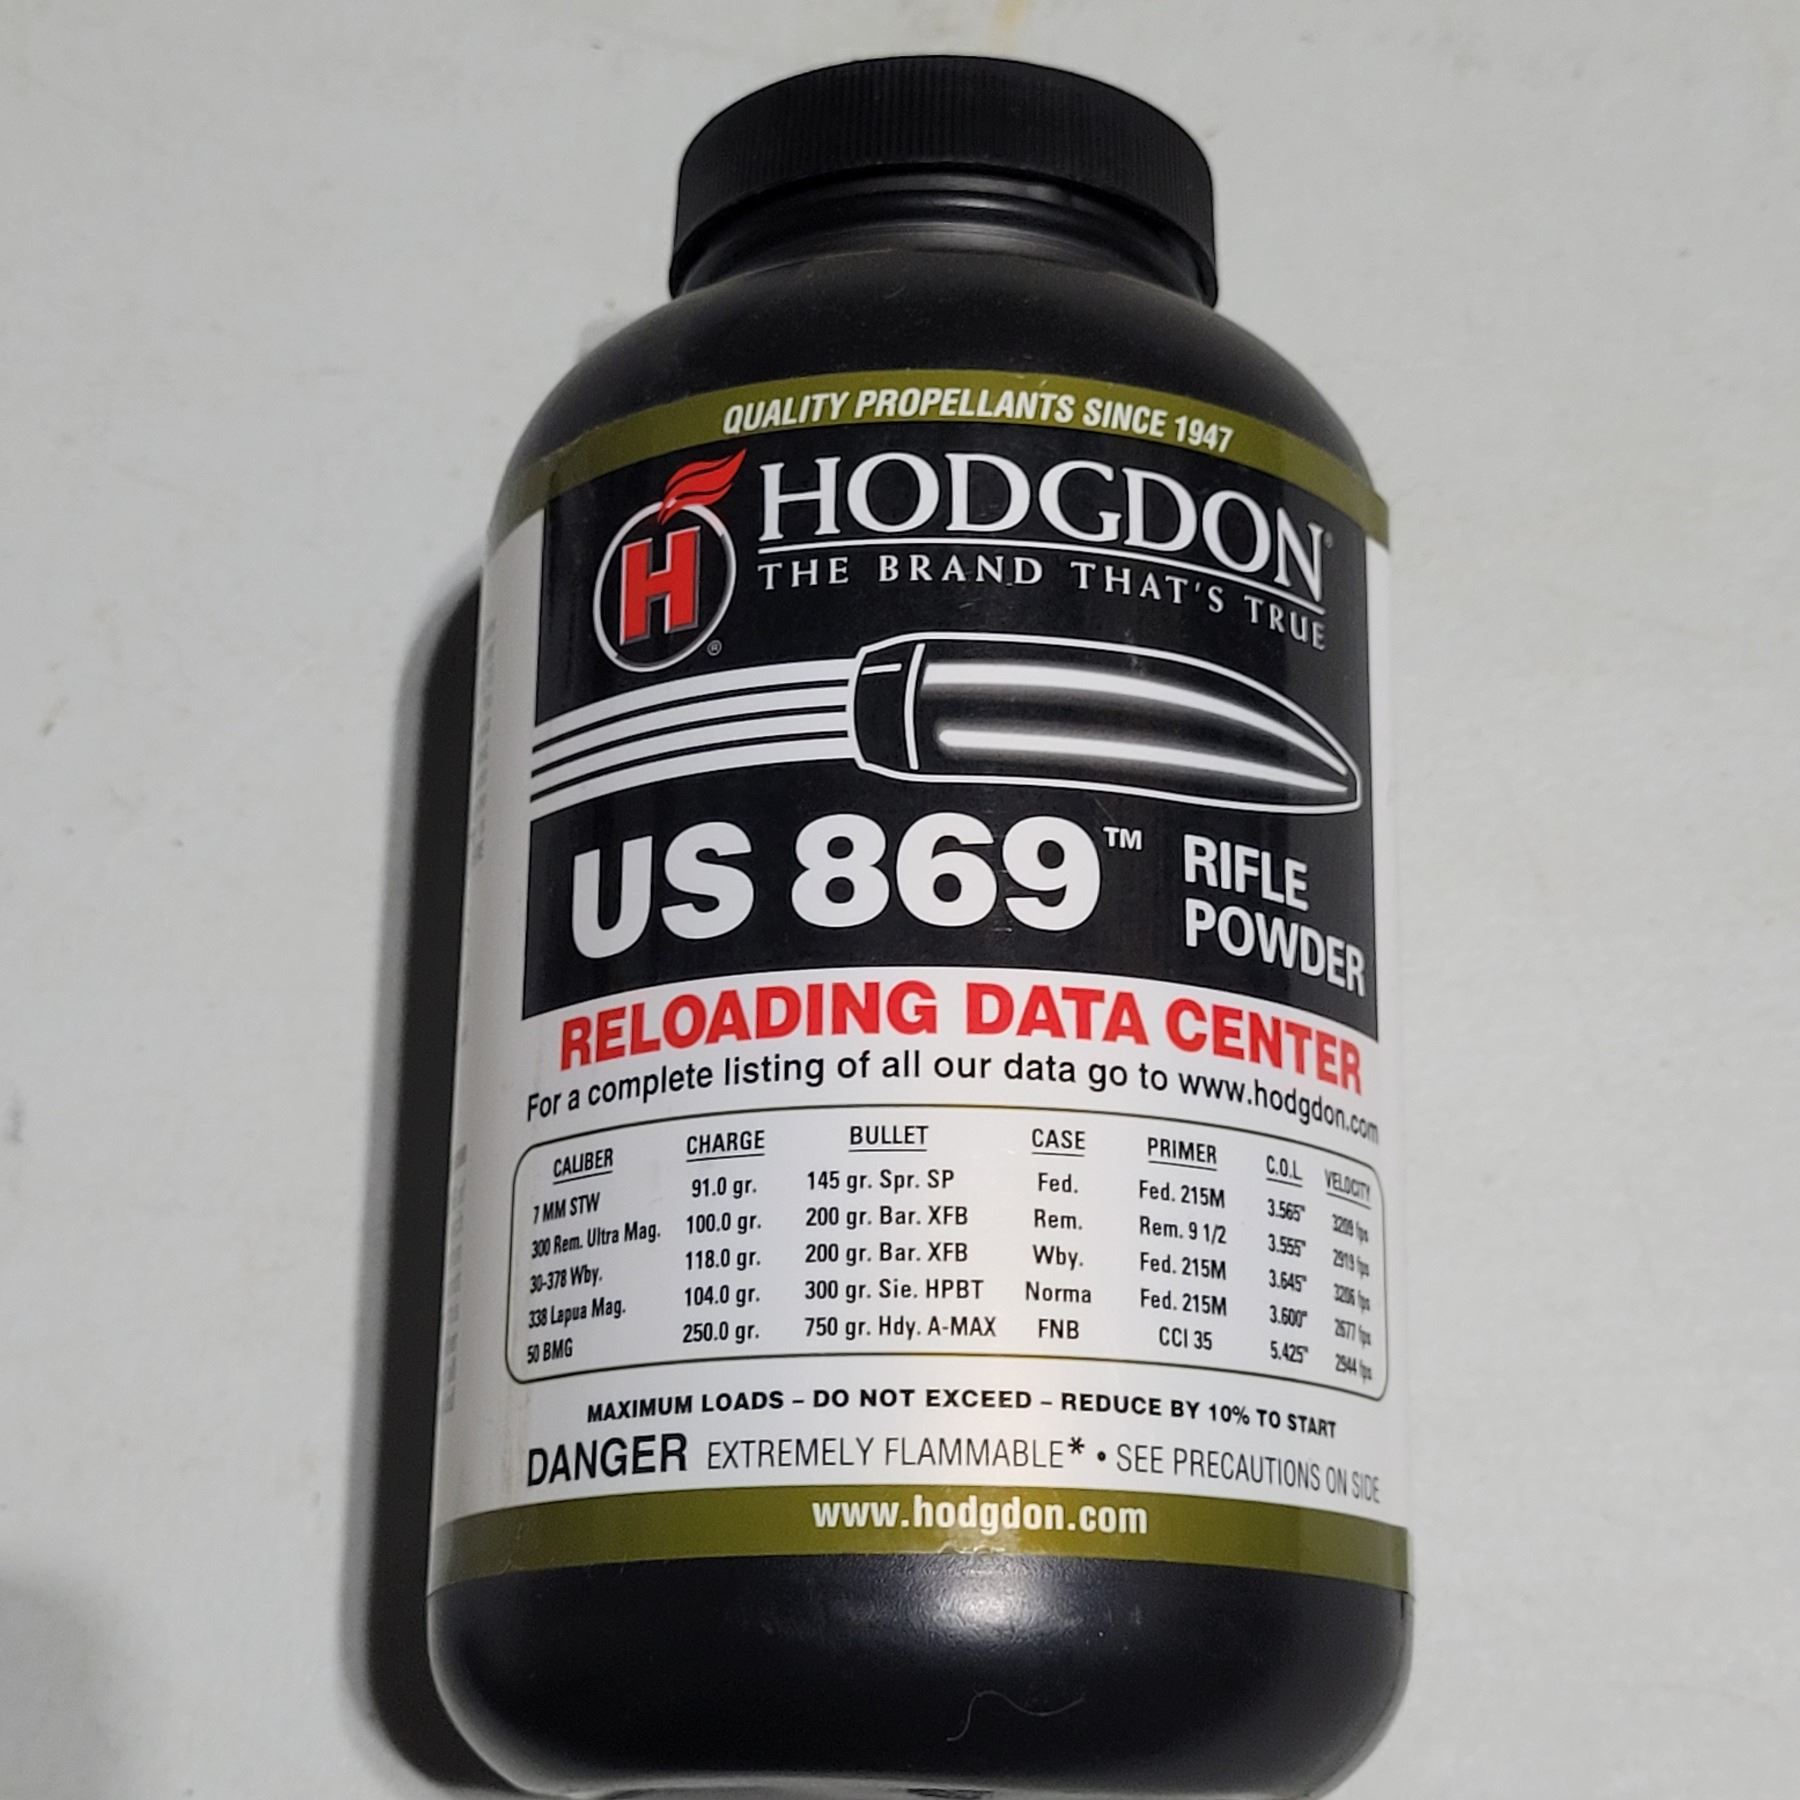 QUALITY PROPELLANTS SINCE 1947
H
®
HODGDON®
THE BRAND THAT'S TRUE
US 869™ RIFLE POWDER
RELOADING DATA CENTER
For a complete listing of all our data go to www.hodgdon.com
CALIBER CHARGE BULLET CASE PRIMER C.O.L. VELOCITY
7 MM STW 91.0 gr. 145 gr. Spr. SP Fed. Fed. 215M 3.565" 3209 fps
300 Rem. Ultra Mag. 100.0 gr. 200 gr. Bar. XFB Rem. Rem. 9 1/2 3.555" 2919 fps
30-378 Wby. 118.0 gr. 200 gr. Bar. XFB Wby. Fed. 215M 3.645" 3206 fps
338 Lapua Mag. 104.0 gr. 300 gr. Sie. HPBT Norma Fed. 215M 3.600" 2677 fps
50 BMG 250.0 gr. 750 gr. Hdy. A-MAX FNB CCI 35 5.425" 2944 fps
MAXIMUM LOADS – DO NOT EXCEED – REDUCE BY 10% TO START
DANGER EXTREMELY FLAMMABLE* • SEE PRECAUTIONS ON SIDE
www.hodgdon.com